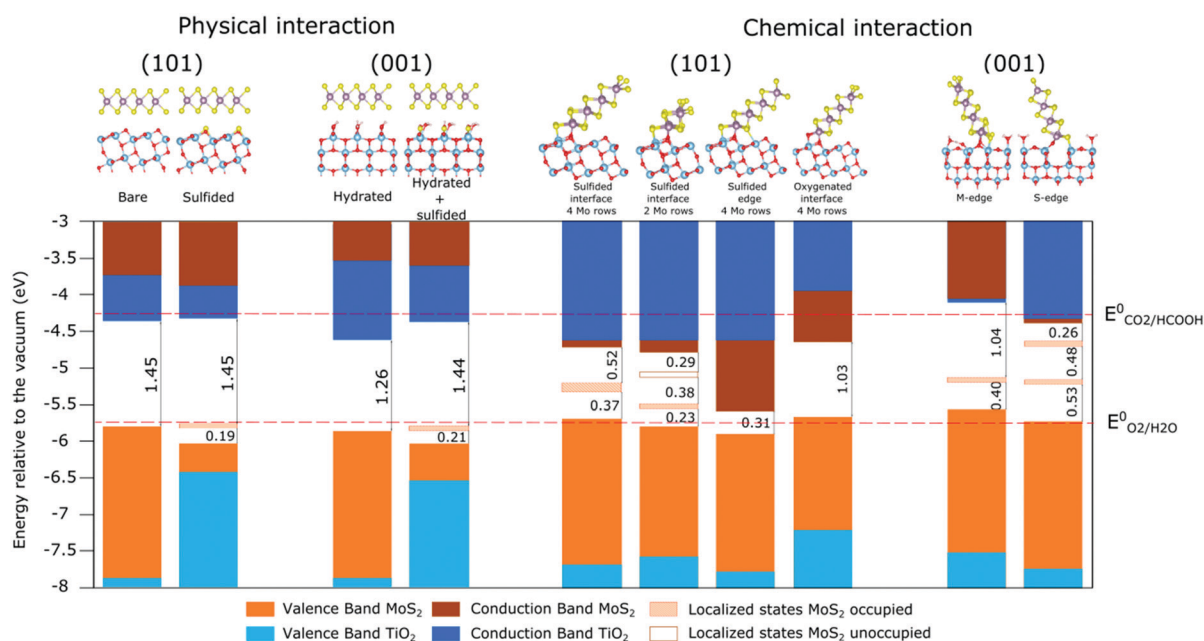 Physical interaction
Chemical interaction
(101)
(001)
(101)
(001)
Bare
Sulfided
Hydrated
Hydrated
+
sulfided
Sulfided
interface
4 Mo rows
Sulfided
interface
2 Mo rows
Sulfided
edge
4 Mo rows
Oxygenated
interface
4 Mo rows
M-edge
S-edge
Energy relative to the vacuum (eV)
-3
-3.5
-4
-4.5
-5
-5.5
-6
-6.5
-7
-7.5
-8
1.45
1.45
0.19
1.26
1.44
0.21
0.52
0.37
0.29
0.38
0.23
0.31
1.03
1.04
0.40
0.26
0.48
0.53
E⁰CO2/HCOOH
E⁰O2/H2O
Valence Band MoS₂
Conduction Band MoS₂
Localized states MoS₂ occupied
Valence Band TiO₂
Conduction Band TiO₂
Localized states MoS₂ unoccupied